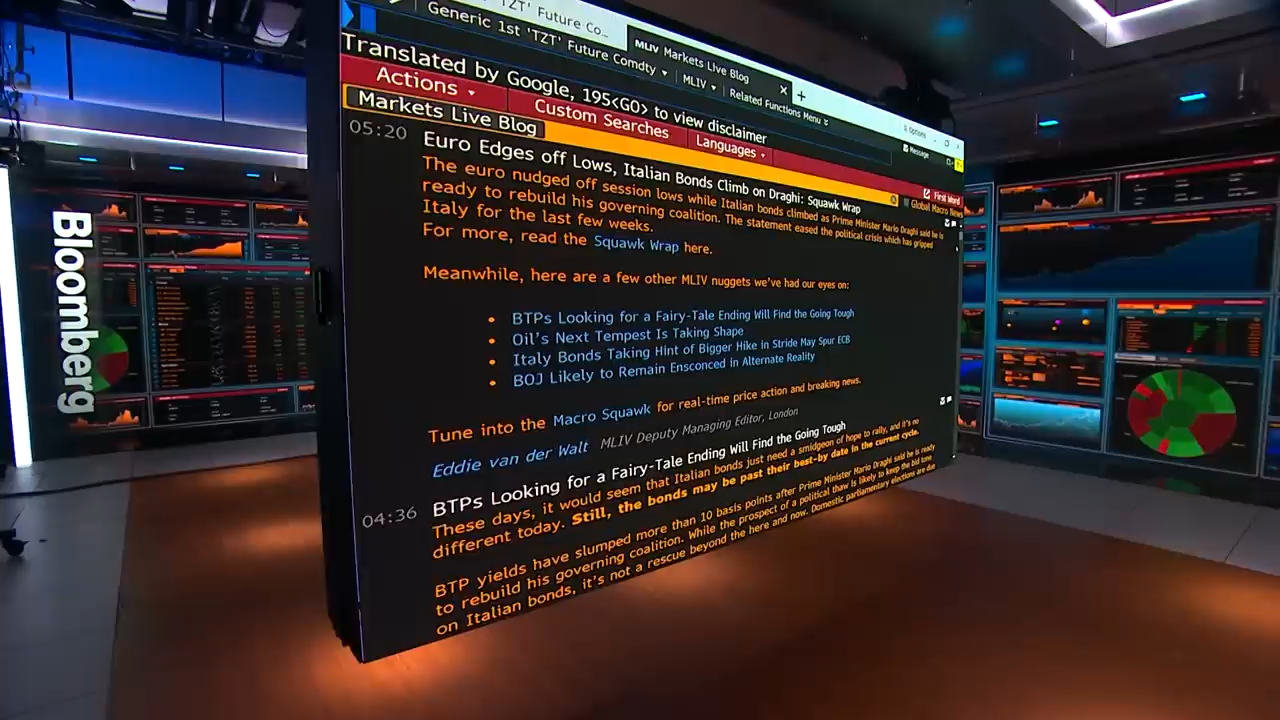 'TZT' Future Co...
MLIV Markets Live Blog
Generic 1st 'TZT' Future Comdty
MLIV
Related Functions Menu
Translated by Google, 195<GO> to view disclaimer
Options
Message
Actions
Custom Searches
Languages
First Word
Markets Live Blog
Global Macro News
05:20
Euro Edges off Lows, Italian Bonds Climb on Draghi: Squawk Wrap
The euro nudged off session lows while Italian bonds climbed as Prime Minister Mario Draghi said he is
ready to rebuild his governing coalition. The statement eased the political crisis which has gripped
Italy for the last few weeks.
For more, read the Squawk Wrap here.
Meanwhile, here are a few other MLIV nuggets we've had our eyes on:
• BTPs Looking for a Fairy-Tale Ending Will Find the Going Tough
• Oil's Next Tempest Is Taking Shape
• Italy Bonds Taking Hint of Bigger Hike in Stride May Spur ECB
• BOJ Likely to Remain Ensconced in Alternate Reality
Tune into the Macro Squawk for real-time price action and breaking news.
Eddie van der Walt MLIV Deputy Managing Editor, London
04:36
BTPs Looking for a Fairy-Tale Ending Will Find the Going Tough
These days, it would seem that Italian bonds just need a smidgeon of hope to rally, and it's no
different today. Still, the bonds may be past their best-by date in the current cycle.
BTP yields have slumped more than 10 basis points after Prime Minister Mario Draghi said he is ready
to rebuild his governing coalition. While the prospect of a political thaw is likely to keep the bid tone
on Italian bonds, it's not a rescue beyond the here and now. Domestic parliamentary elections are due
Bloomberg